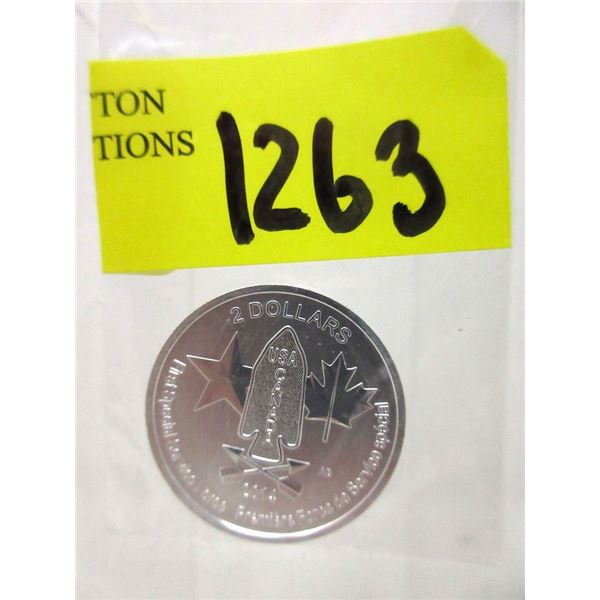 'TON
TIONS
1263
2 DOLLARS
USA
CANADA
2014
First Special Service Force
Première Force de Service spécial